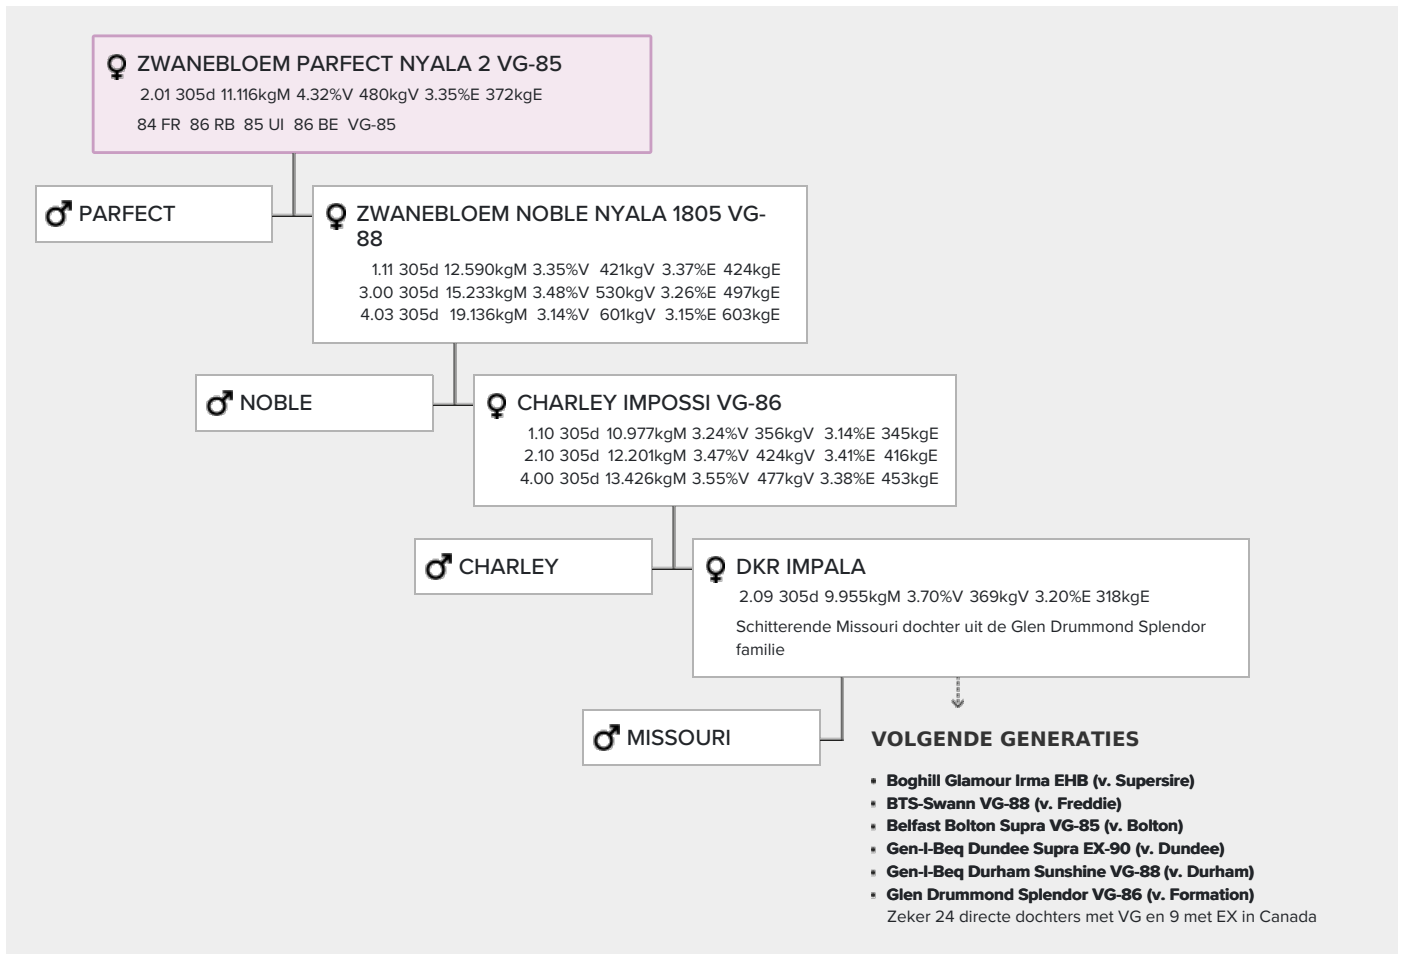 ZWANEBLOEM PARFECT NYALA 2 VG-85
2.01 305d 11.116kgM 4.32%V 480kgV 3.35%E 372kgE
84 FR 86 RB 85 UI 86 BE VG-85
PARFECT
ZWANEBLOEM NOBLE NYALA 1805 VG-
88
1.11 305d 12.590kgM 3.35%V 421kgV 3.37%E 424kgE
3.00 305d 15.233kgM 3.48%V 530kgV 3.26%E 497kgE
4.03 305d 19.136kgM 3.14%V 601kgV 3.15%E 603kgE
NOBLE
CHARLEY IMPOSSI VG-86
1.10 305d 10.977kgM 3.24%V 356kgV 3.14%E 345kgE
2.10 305d 12.201kgM 3.47%V 424kgV 3.41%E 416kgE
4.00 305d 13.426kgM 3.55%V 477kgV 3.38%E 453kgE
CHARLEY
DKR IMPALA
2.09 305d 9.955kgM 3.70%V 369kgV 3.20%E 318kgE
Schitterende Missouri dochter uit de Glen Drummond Splendor
familie
MISSOURI
VOLGENDE GENERATIES
Boghill Glamour Irma EHB (v. Supersire)
BTS-Swann VG-88 (v. Freddie)
Belfast Bolton Supra VG-85 (v. Bolton)
Gen-I-Beq Dundee Supra EX-90 (v. Dundee)
Gen-I-Beq Durham Sunshine VG-88 (v. Durham)
Glen Drummond Splendor VG-86 (v. Formation)
Zeker 24 directe dochters met VG en 9 met EX in Canada